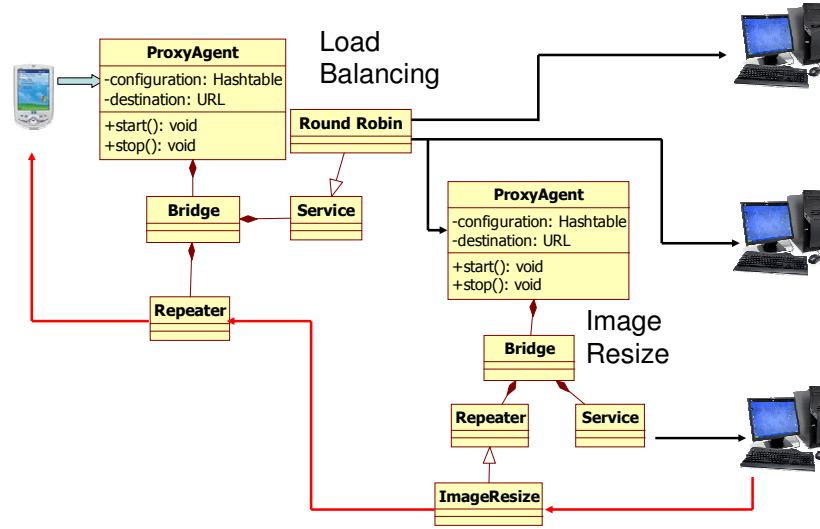 ProxyAgent
-configuration: Hashtable
-destination: URL
+start(): void
+stop(): void
Load
Balancing
Round Robin
Bridge
Service
Repeater
ProxyAgent
-configuration: Hashtable
-destination: URL
+start(): void
+stop(): void
Image
Resize
Bridge
Repeater
Service
ImageResize